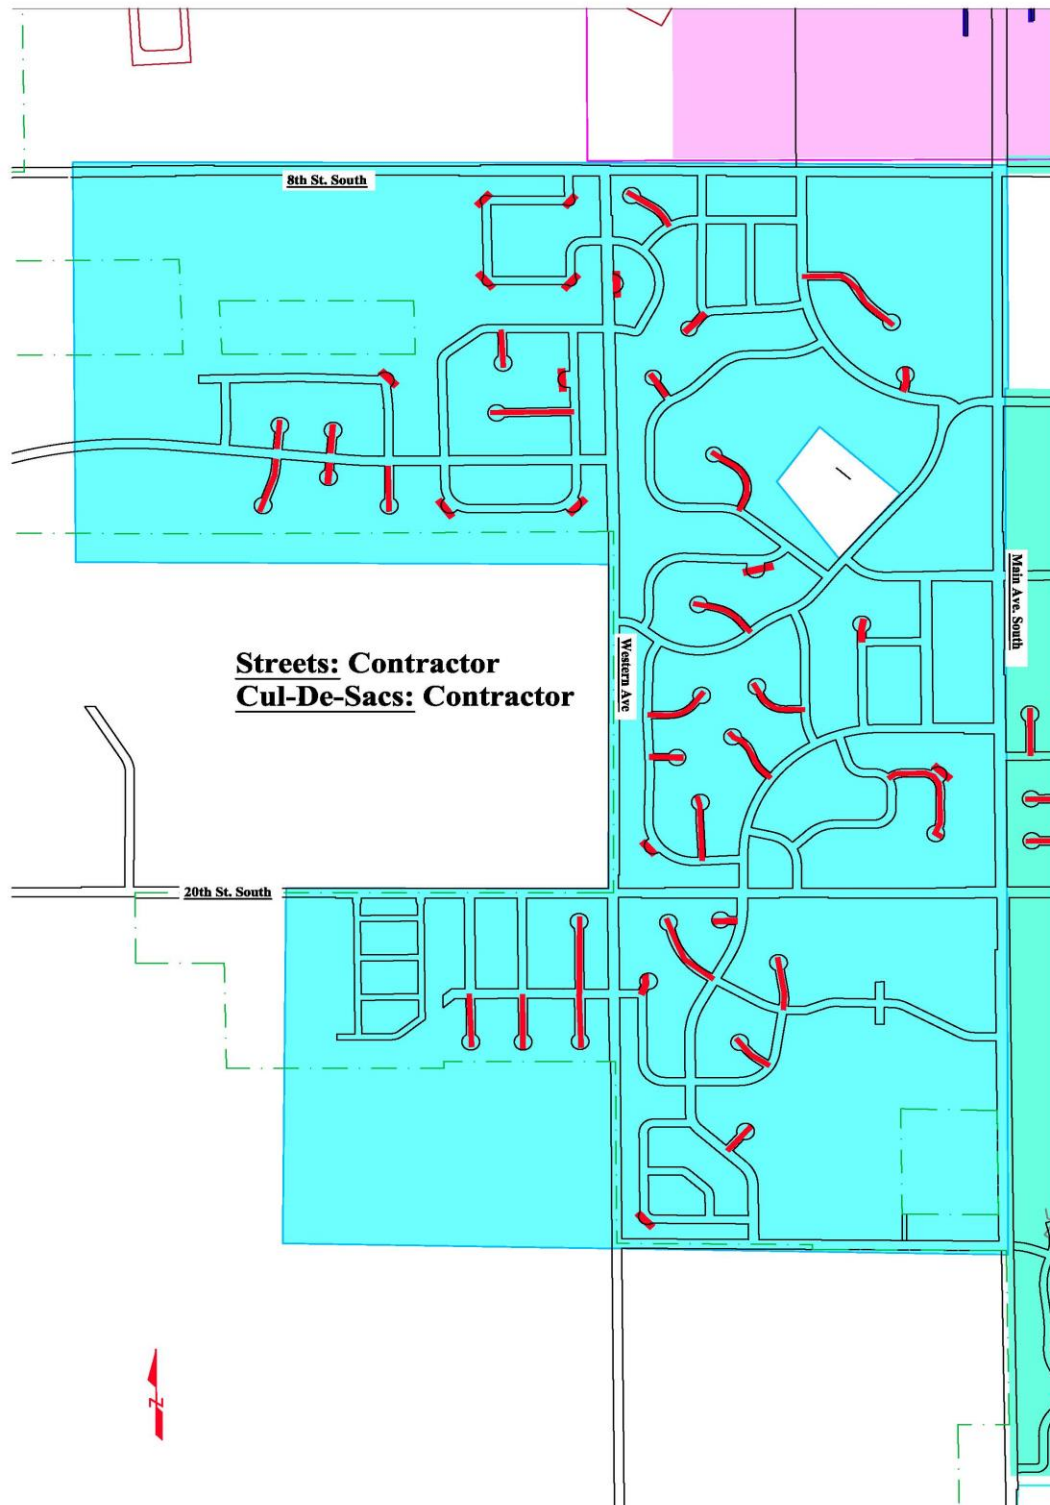 8th St. South
Main Ave. South
Western Ave
Streets: Contractor
Cul-De-Sacs: Contractor
20th St. South
N